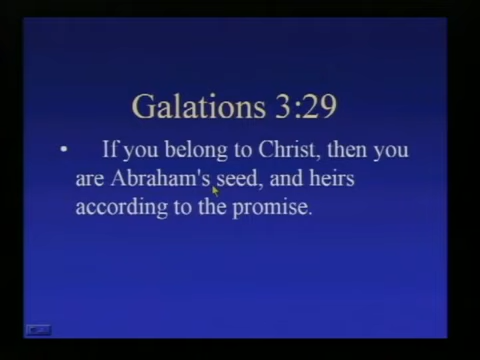 Galations 3:29
• If you belong to Christ, then you
are Abraham's seed, and heirs
according to the promise.